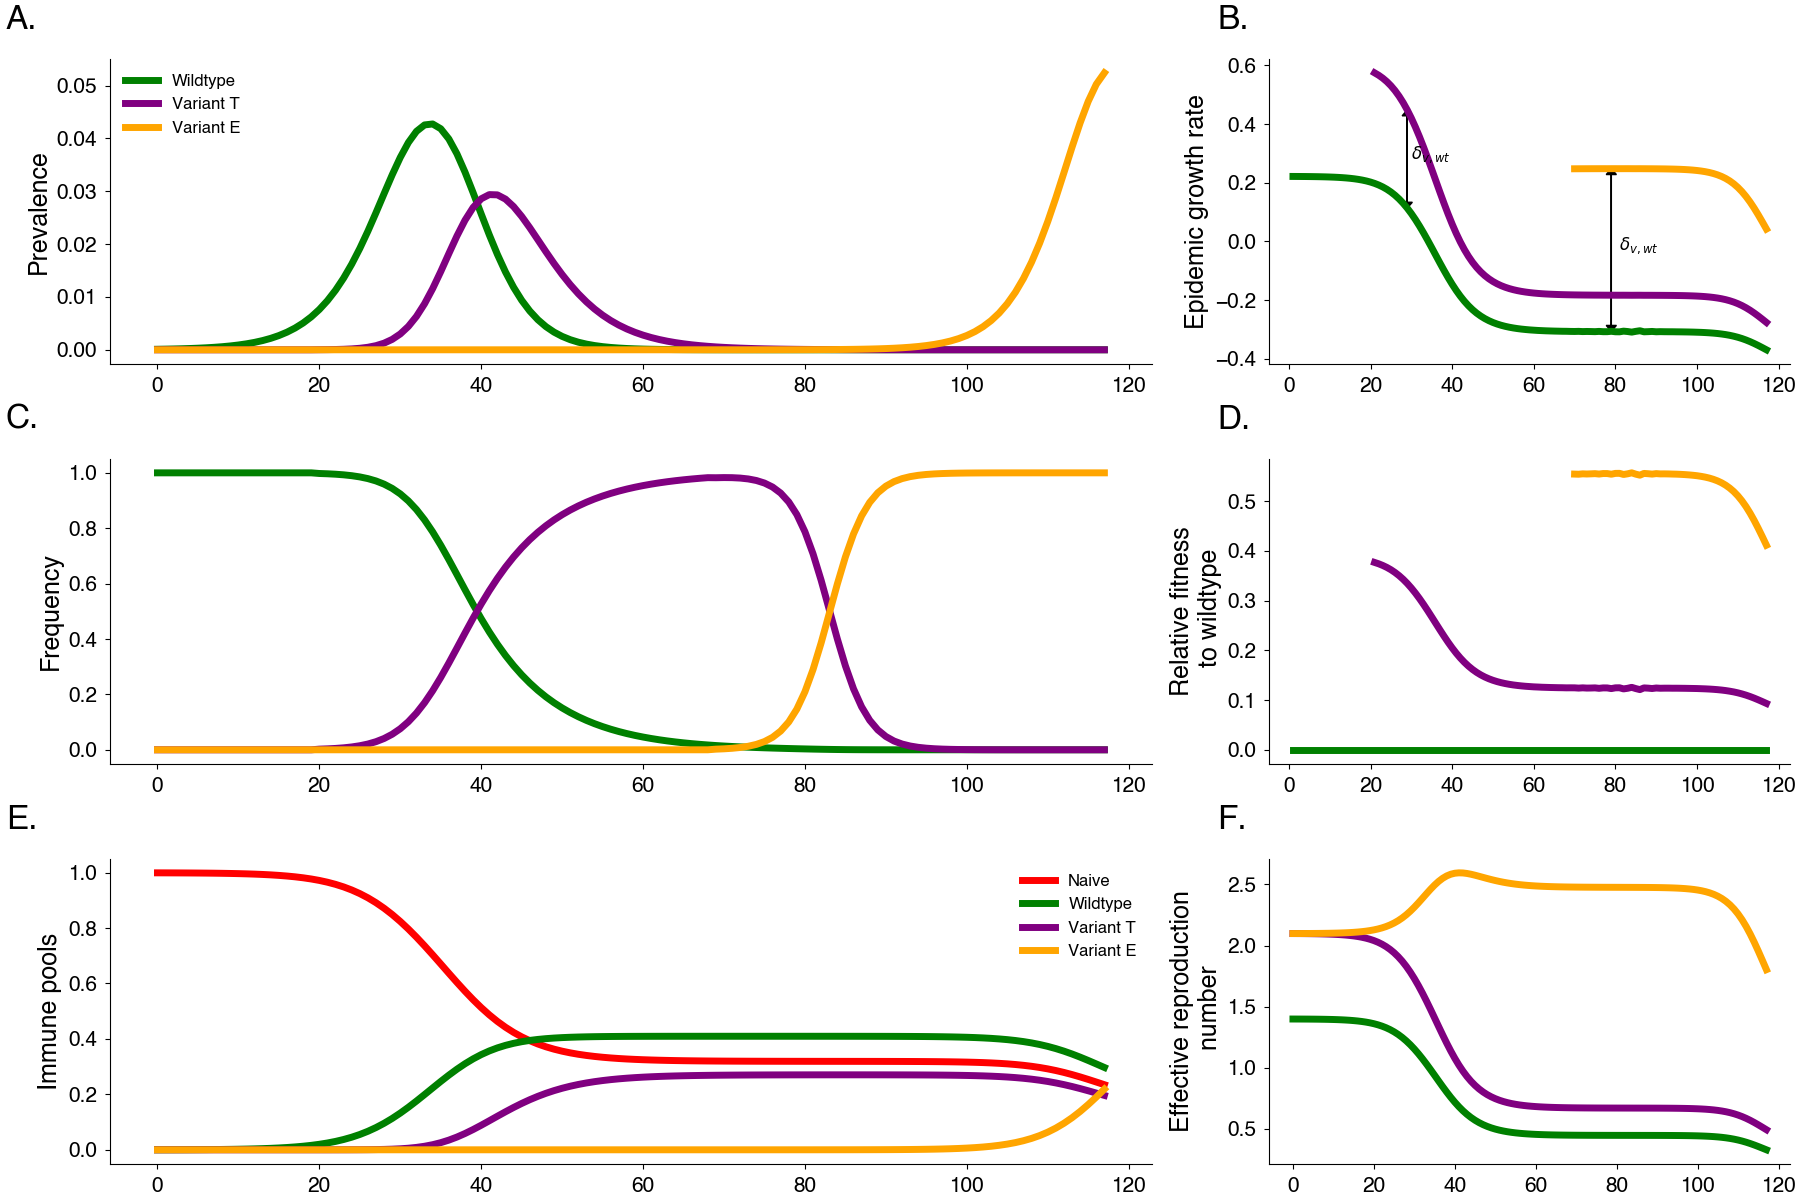 A.
Prevalence
0.05
0.04
0.03
0.02
0.01
0.00
Wildtype
Variant T
Variant E
0 20 40 60 80 100 120
B.
Epidemic growth rate
0.6
0.4
0.2
0.0
−0.2
−0.4
δv,wt
δv,wt
0 20 40 60 80 100 120
C.
Frequency
1.0
0.8
0.6
0.4
0.2
0.0
0 20 40 60 80 100 120
D.
Relative fitness
to wildtype
0.5
0.4
0.3
0.2
0.1
0.0
0 20 40 60 80 100 120
E.
Immune pools
1.0
0.8
0.6
0.4
0.2
0.0
Naive
Wildtype
Variant T
Variant E
0 20 40 60 80 100 120
F.
Effective reproduction
number
2.5
2.0
1.5
1.0
0.5
0 20 40 60 80 100 120